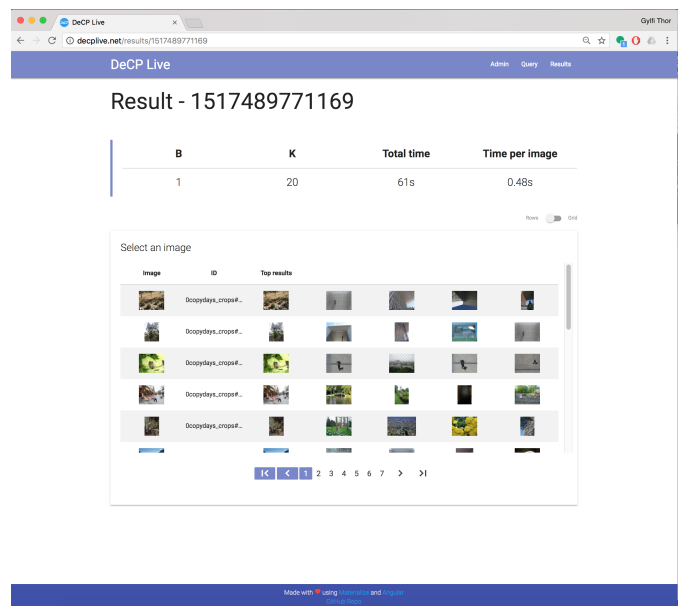 DeCP Live
Gylfi Thor
decplive.net/results/1517489771169
DeCP Live
Admin Query Results
Result - 1517489771169
B K Total time Time per image
1 20 61s 0.48s
Rows Grid
Select an image
Image ID Top results
0copydays_crops#...
0copydays_crops#...
0copydays_crops#...
0copydays_crops#...
0copydays_crops#...
1 2 3 4 5 6 7
Made with using Materialize and Angular
GitHub Repo